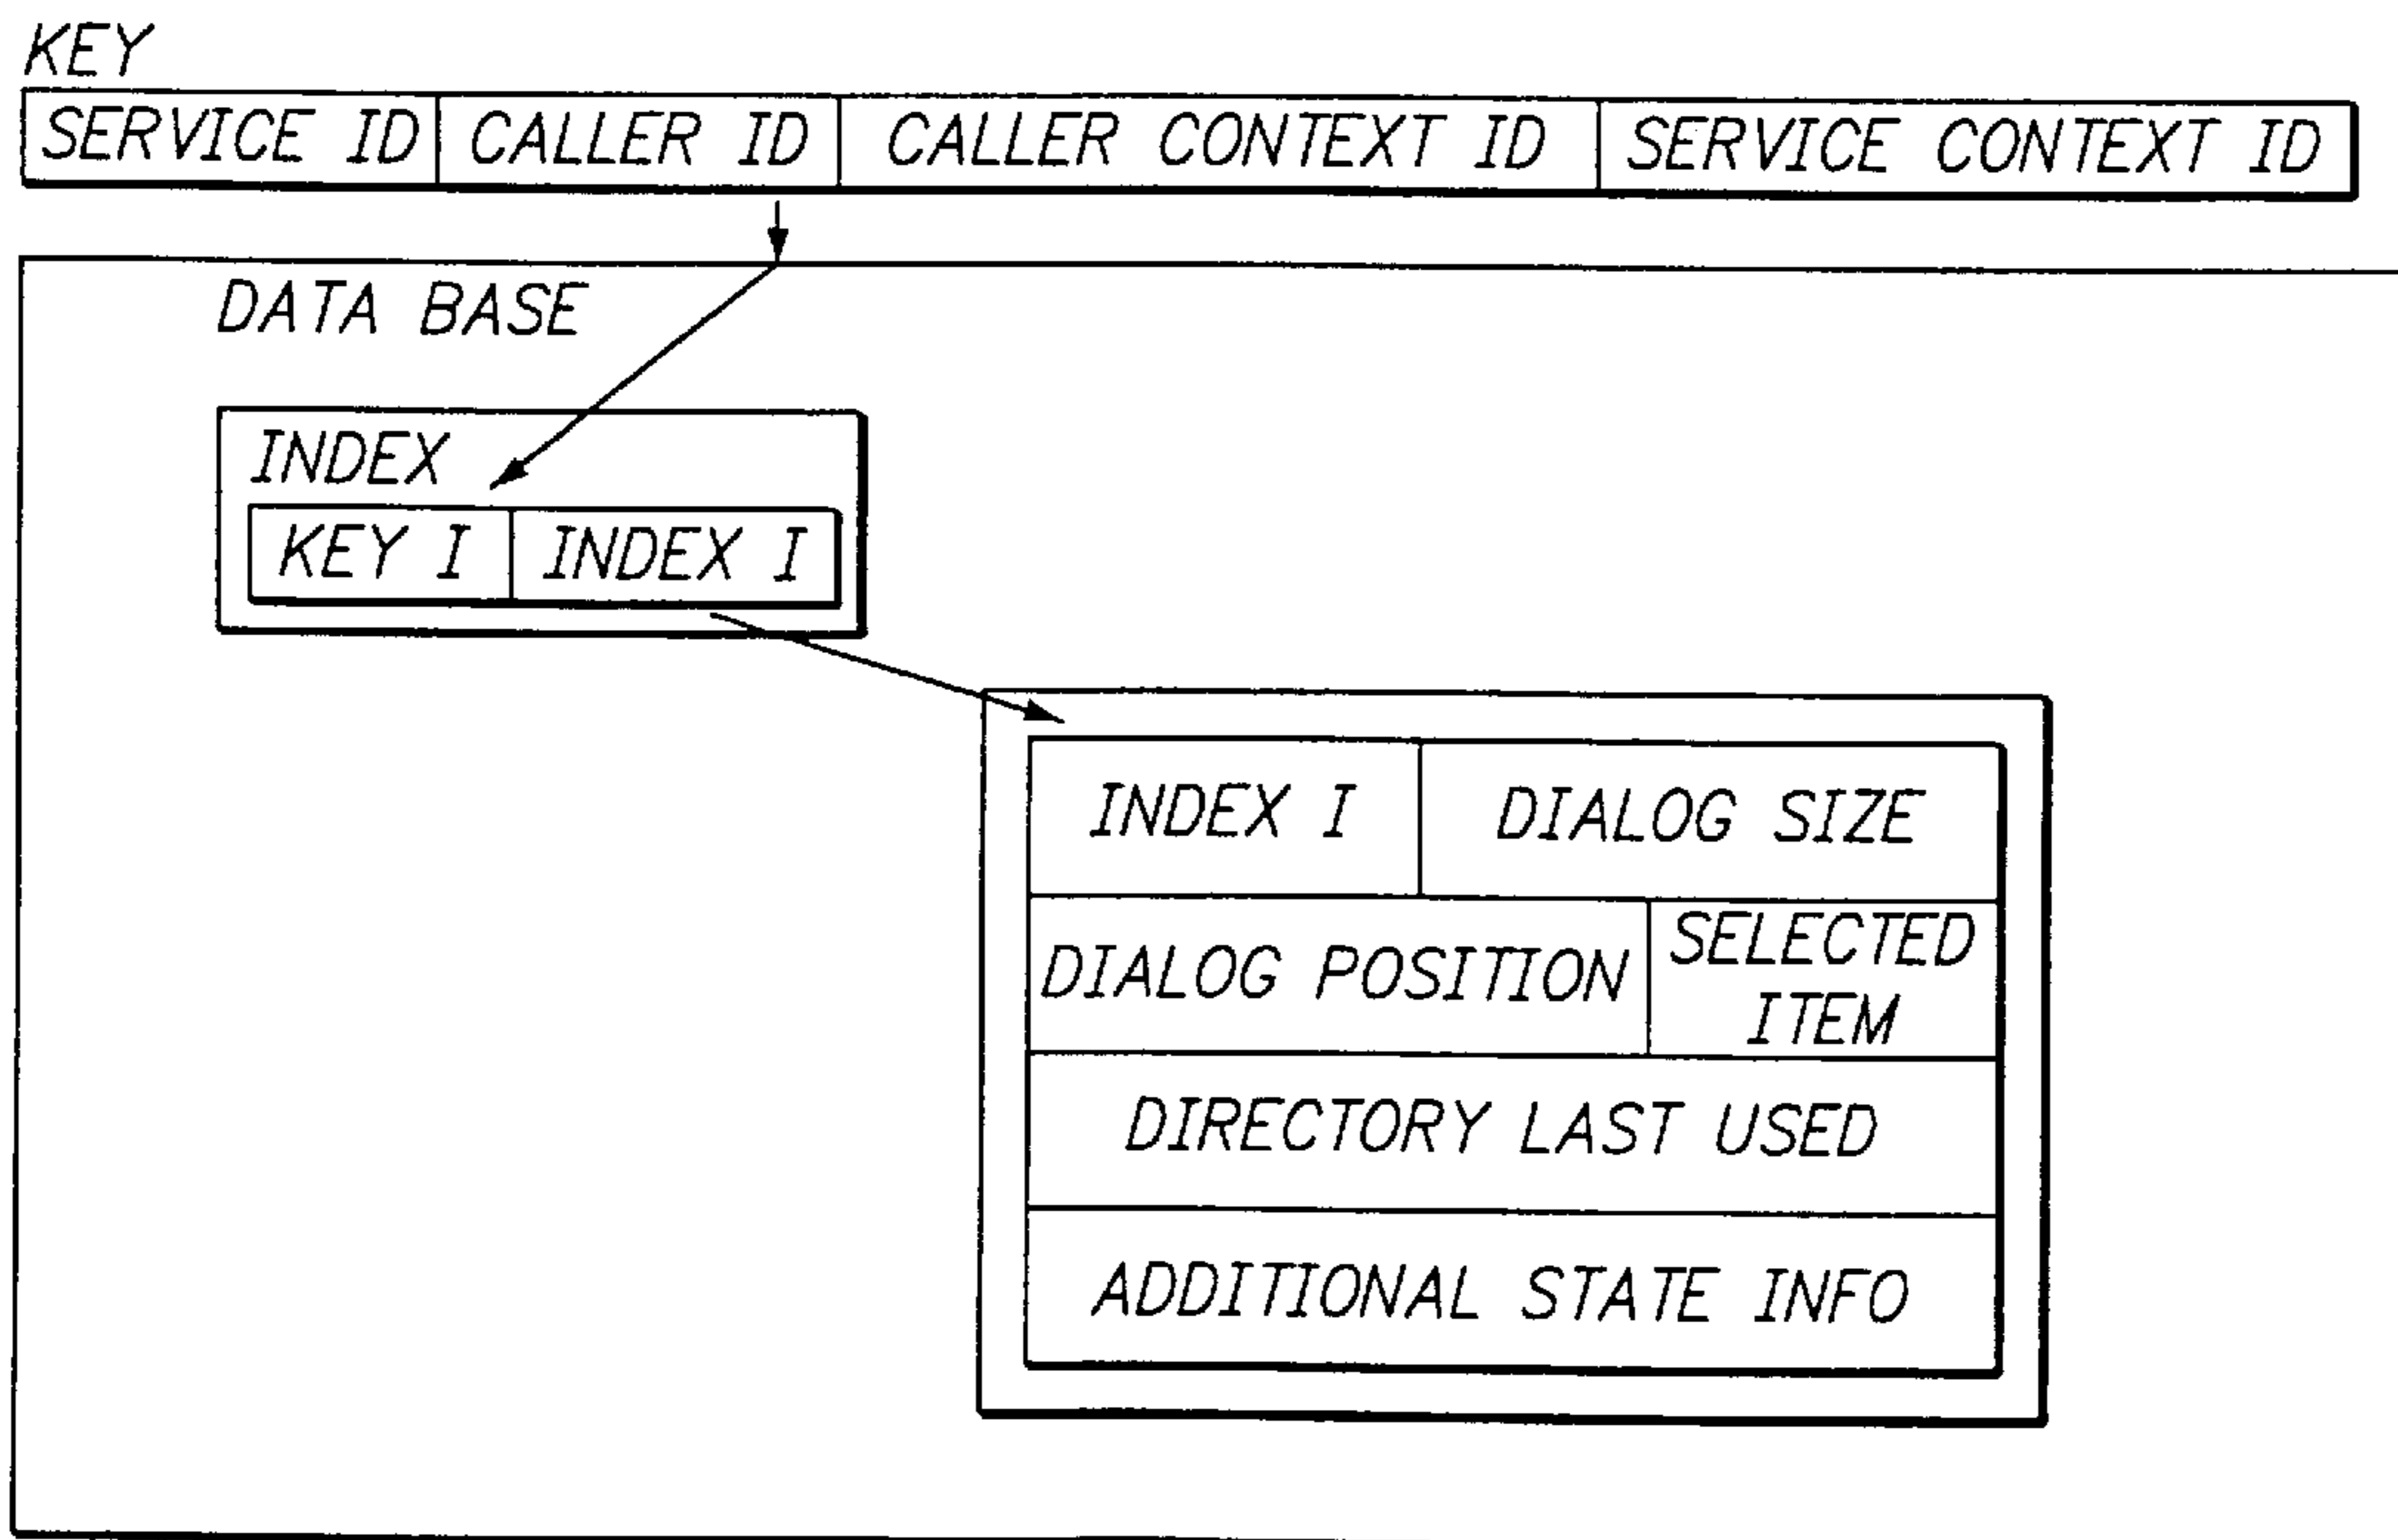 KEY
SERVICE ID CALLER ID CALLER CONTEXT ID SERVICE CONTEXT ID
DATA BASE
INDEX
KEY I INDEX I
INDEX I DIALOG SIZE
DIALOG POSITION SELECTED
ITEM
DIRECTORY LAST USED
ADDITIONAL STATE INFO